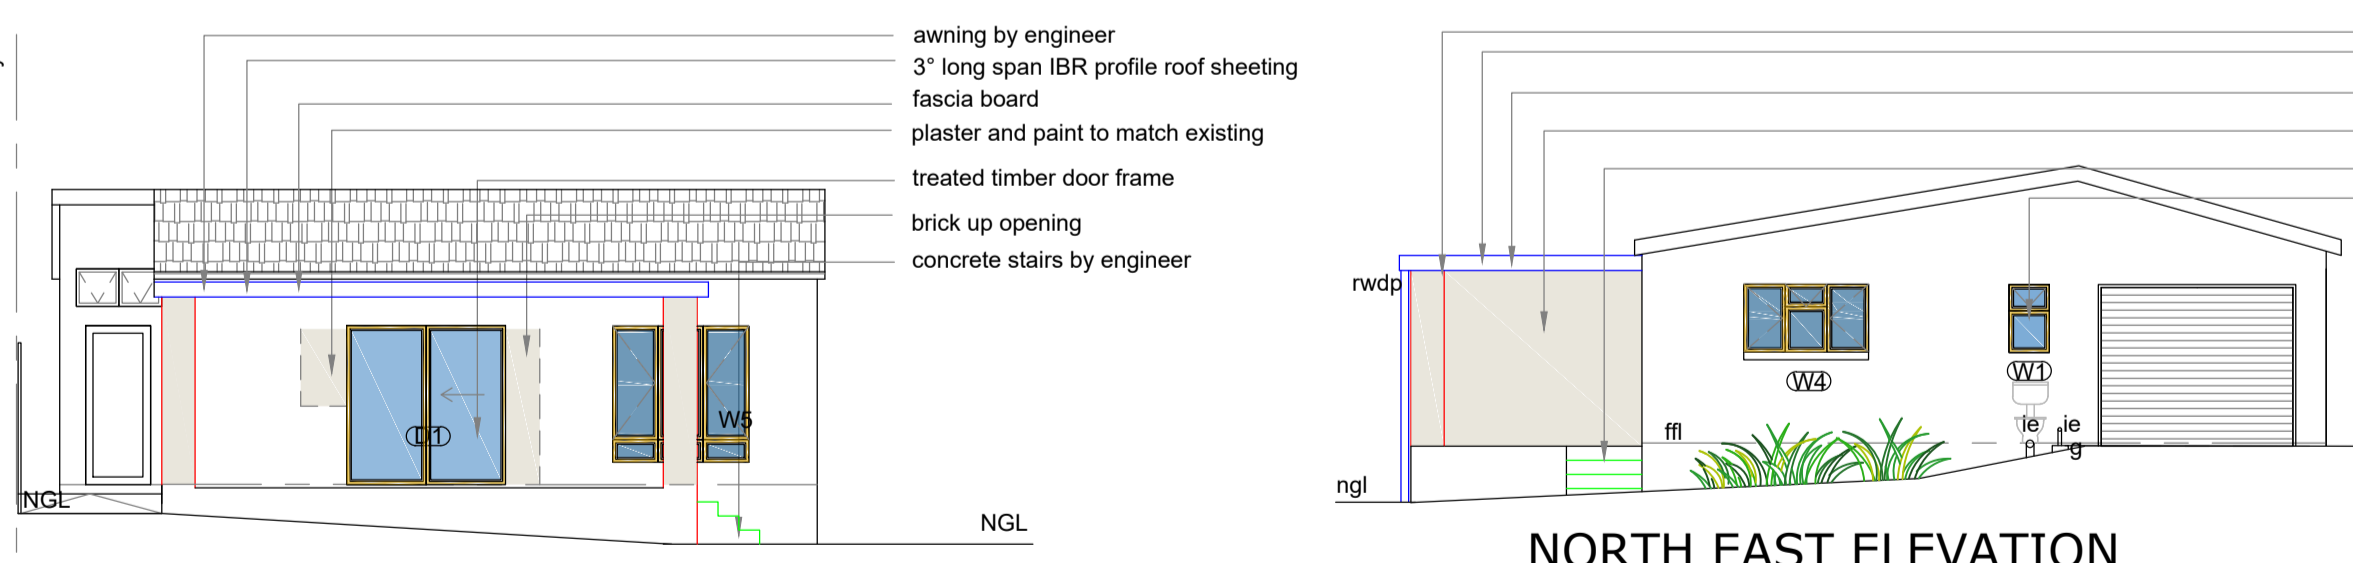 awning by engineer
3° long span IBR profile roof sheeting
fascia board
plaster and paint to match existing
treated timber door frame
brick up opening
concrete stairs by engineer
D1
W5
NGL
NGL
rwdp
W4
W1
ffl
ie
ie
g
ngl
NORTH EAST ELEVATION